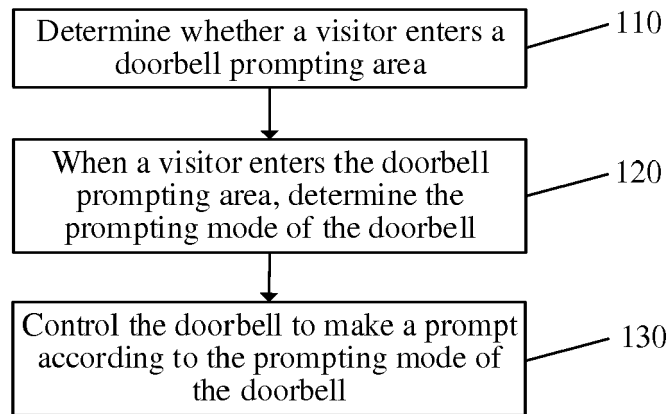 Determine whether a visitor enters a
doorbell prompting area
110
When a visitor enters the doorbell
prompting area, determine the
prompting mode of the doorbell
120
Control the doorbell to make a prompt
according to the prompting mode of
the doorbell
130